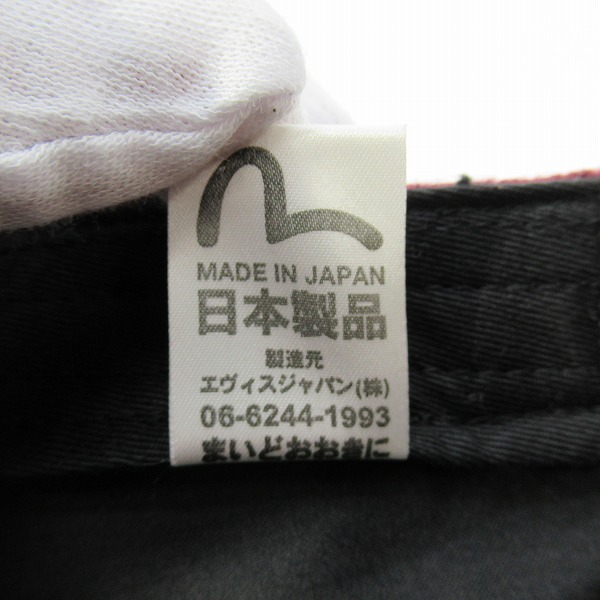 MADE IN JAPAN
日本製品
製造元
エヴィスジャパン(株)
06-6244-1993
まいどおおきに